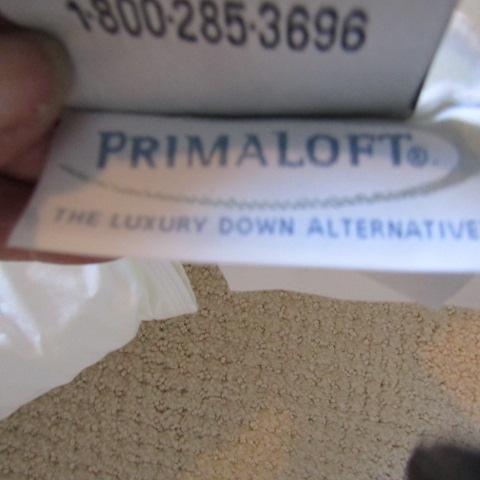 1-800-285-3696
PRIMALOFT®.
THE LUXURY DOWN ALTERNATIVE